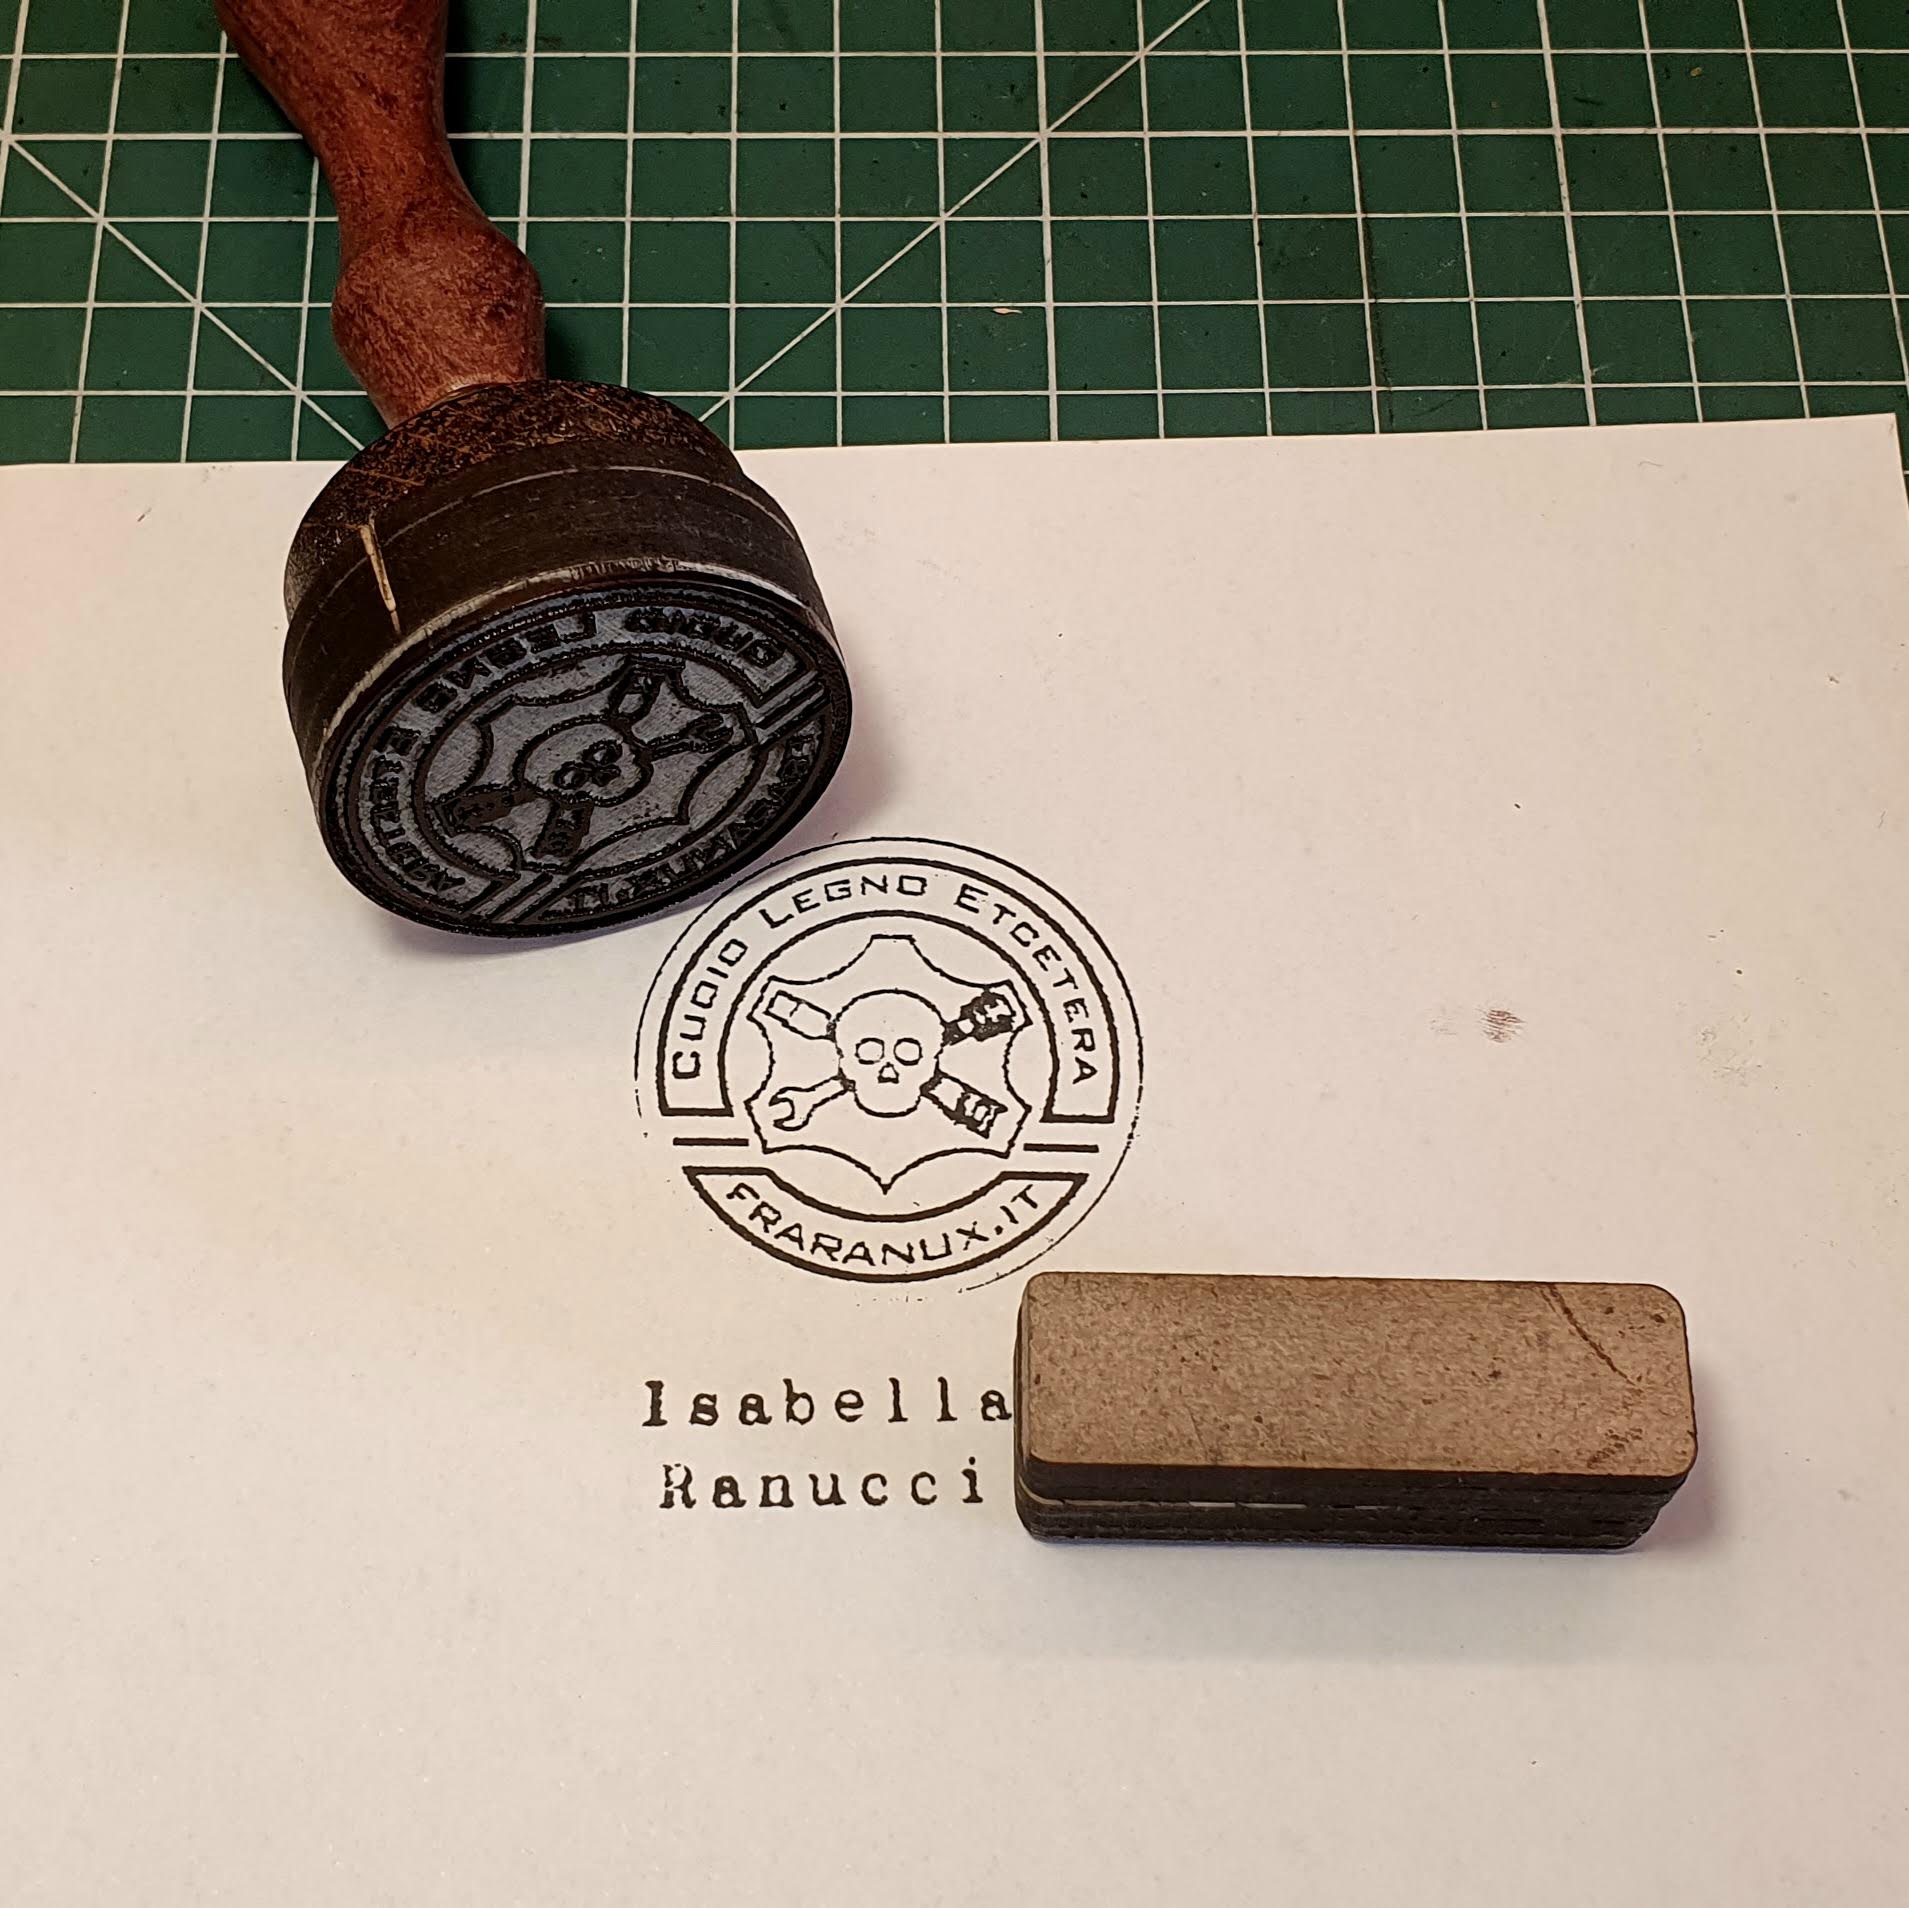 Cuoio Legno Etcetera
fraranux.it
Isabella
Ranucci